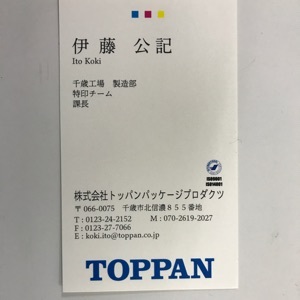 伊藤 公記
Ito Koki
千歳工場 製造部
特印チーム
課長
ISO9001
ISO14001
株式会社トッパンパッケージプロダクツ
〒066-0075 千歳市北信濃855番地
T : 0123-24-2152 M : 070-2619-2027
F : 0123-27-7066
E : koki.ito@toppan.co.jp
TOPPAN